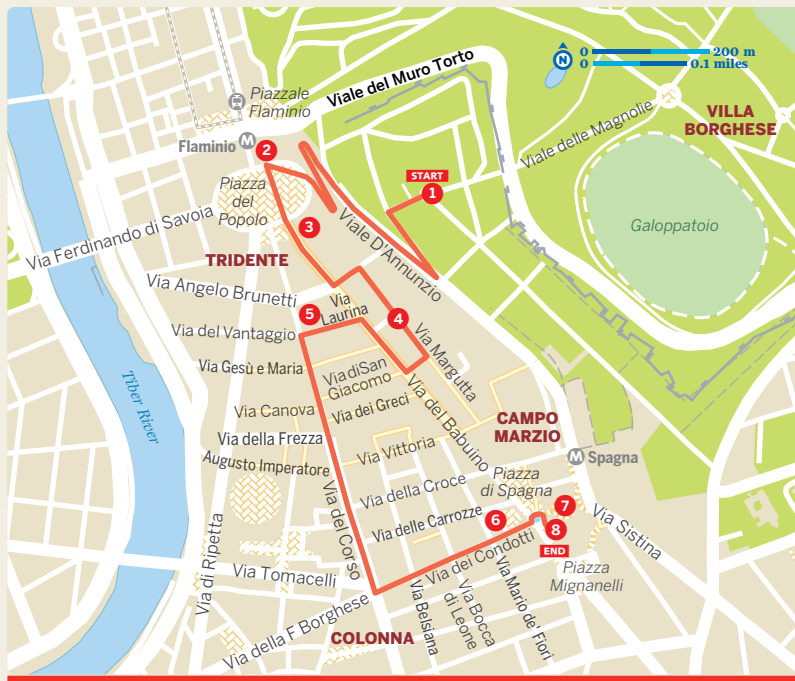 0
200 m
N
0
0.1 miles
Viale del Muro Torto
Piazzale
Flaminio
VILLA
BORGHESE
Flaminio
M
2
Viale delle Magnolie
START
1
Piazza
del
Popolo
3
Galoppatoio
Via Ferdinando di Savoia
Viale D'Annunzio
TRIDENTE
Via Angelo Brunetti
Via
Laurina
5
4
Via del Vantaggio
Via Margutta
Via Gesù e Maria
Via di San
Giacomo
Tiber River
Via Canova
Via dei Greci
Via del Babuino
CAMPO
MARZIO
Via della Frezza
Via Vittoria
Augusto Imperatore
M
Spagna
Piazza
di Spagna
Via della Croce
Via del Corso
Via delle Carrozze
6
7
8
END
Via Sistina
Via di Ripetta
Via dei Condotti
Via Tomacelli
Piazza
Mignanelli
Via Mario de' Fiori
Via Bocca
di Leone
Via Belsiana
Via della F Borghese
COLONNA